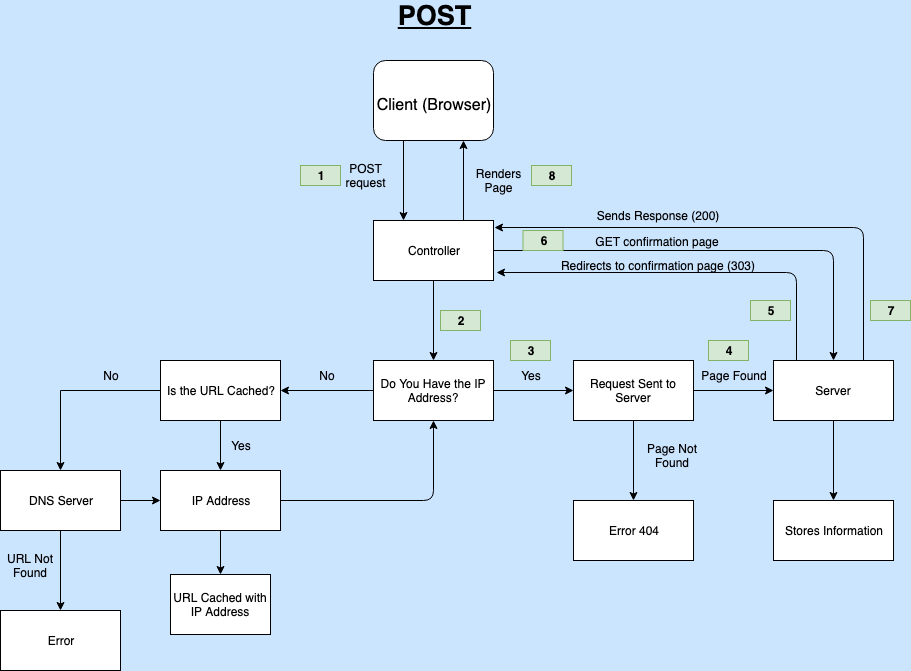 POST
Client (Browser)
1
POST
request
Renders
Page
8
Sends Response (200)
Controller
6
GET confirmation page
Redirects to confirmation page (303)
2
5
7
3
4
No
Is the URL Cached?
No
Do You Have the IP
Address?
Yes
Request Sent to
Server
Page Found
Server
Yes
Page Not
Found
DNS Server
IP Address
Error 404
Stores Information
URL Not
Found
URL Cached with
IP Address
Error